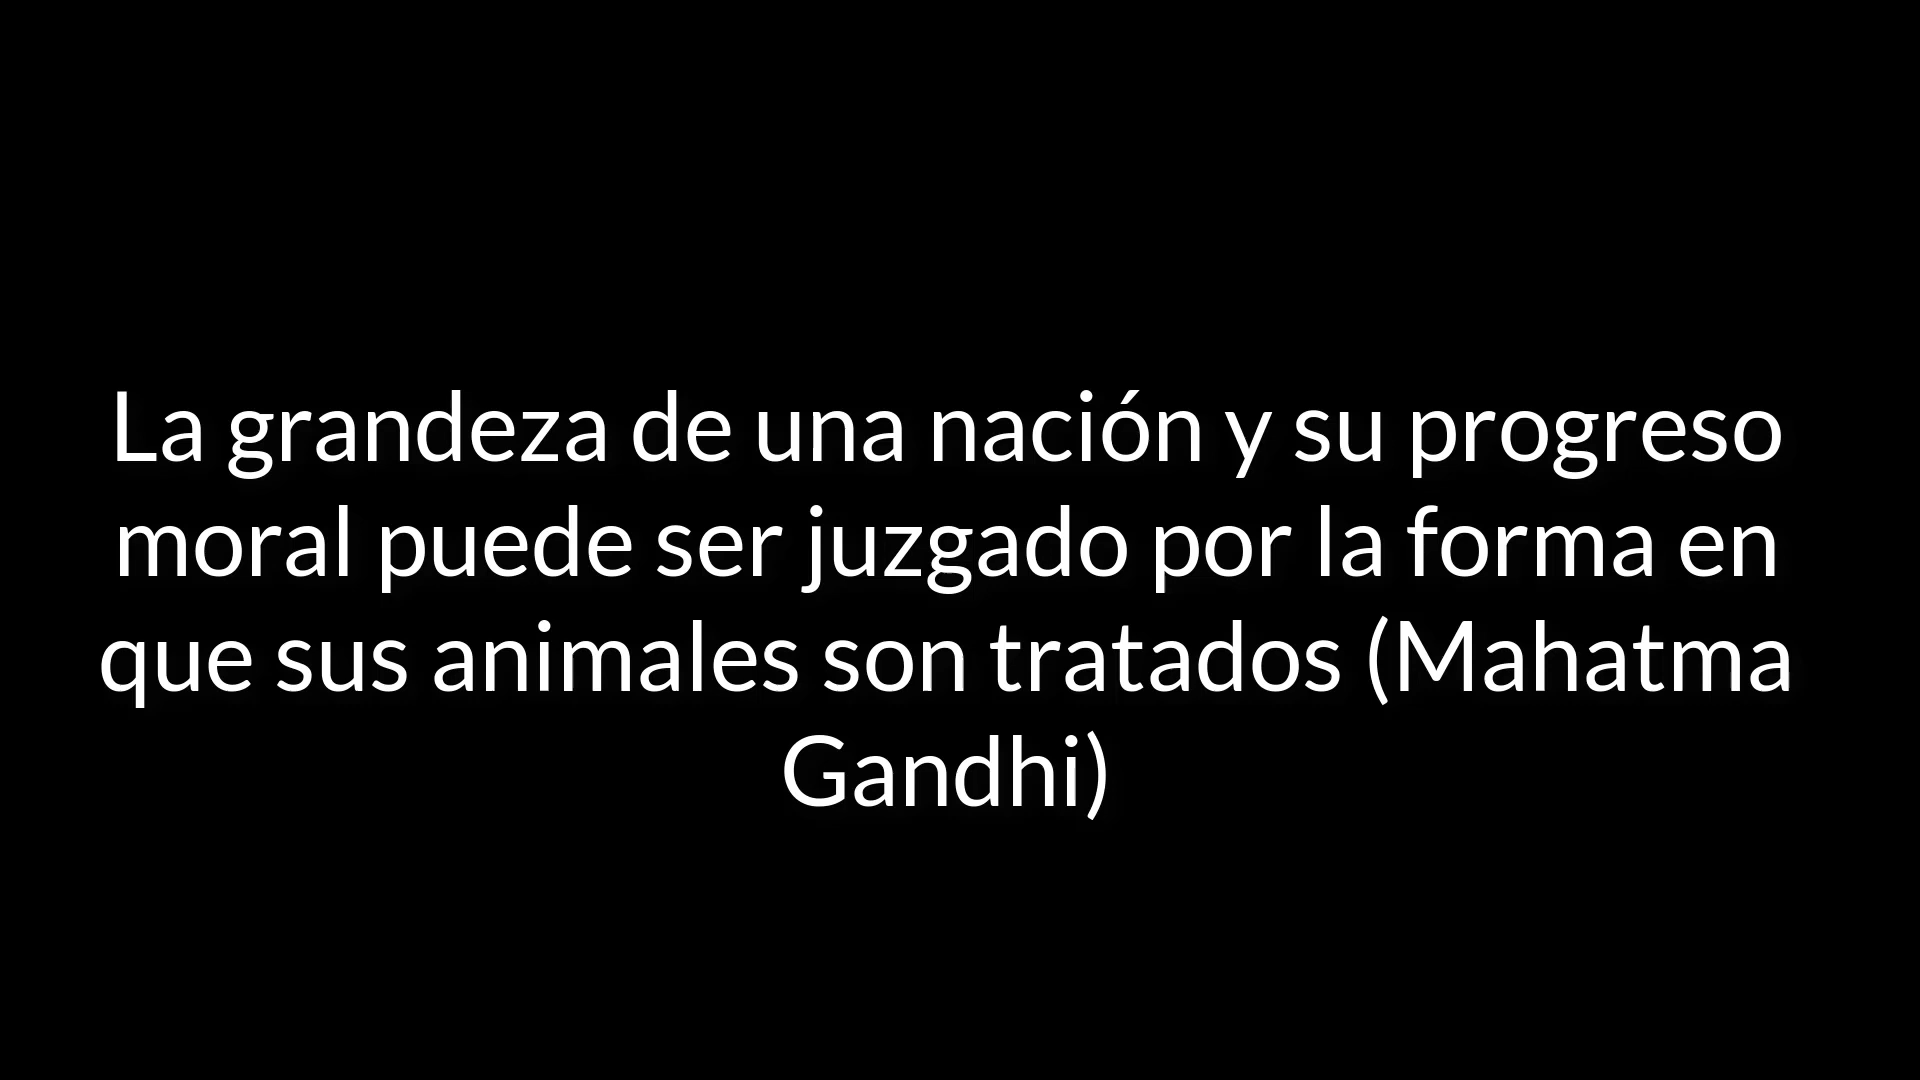 La grandeza de una nación y su progreso
moral puede ser juzgado por la forma en
que sus animales son tratados (Mahatma
Gandhi)